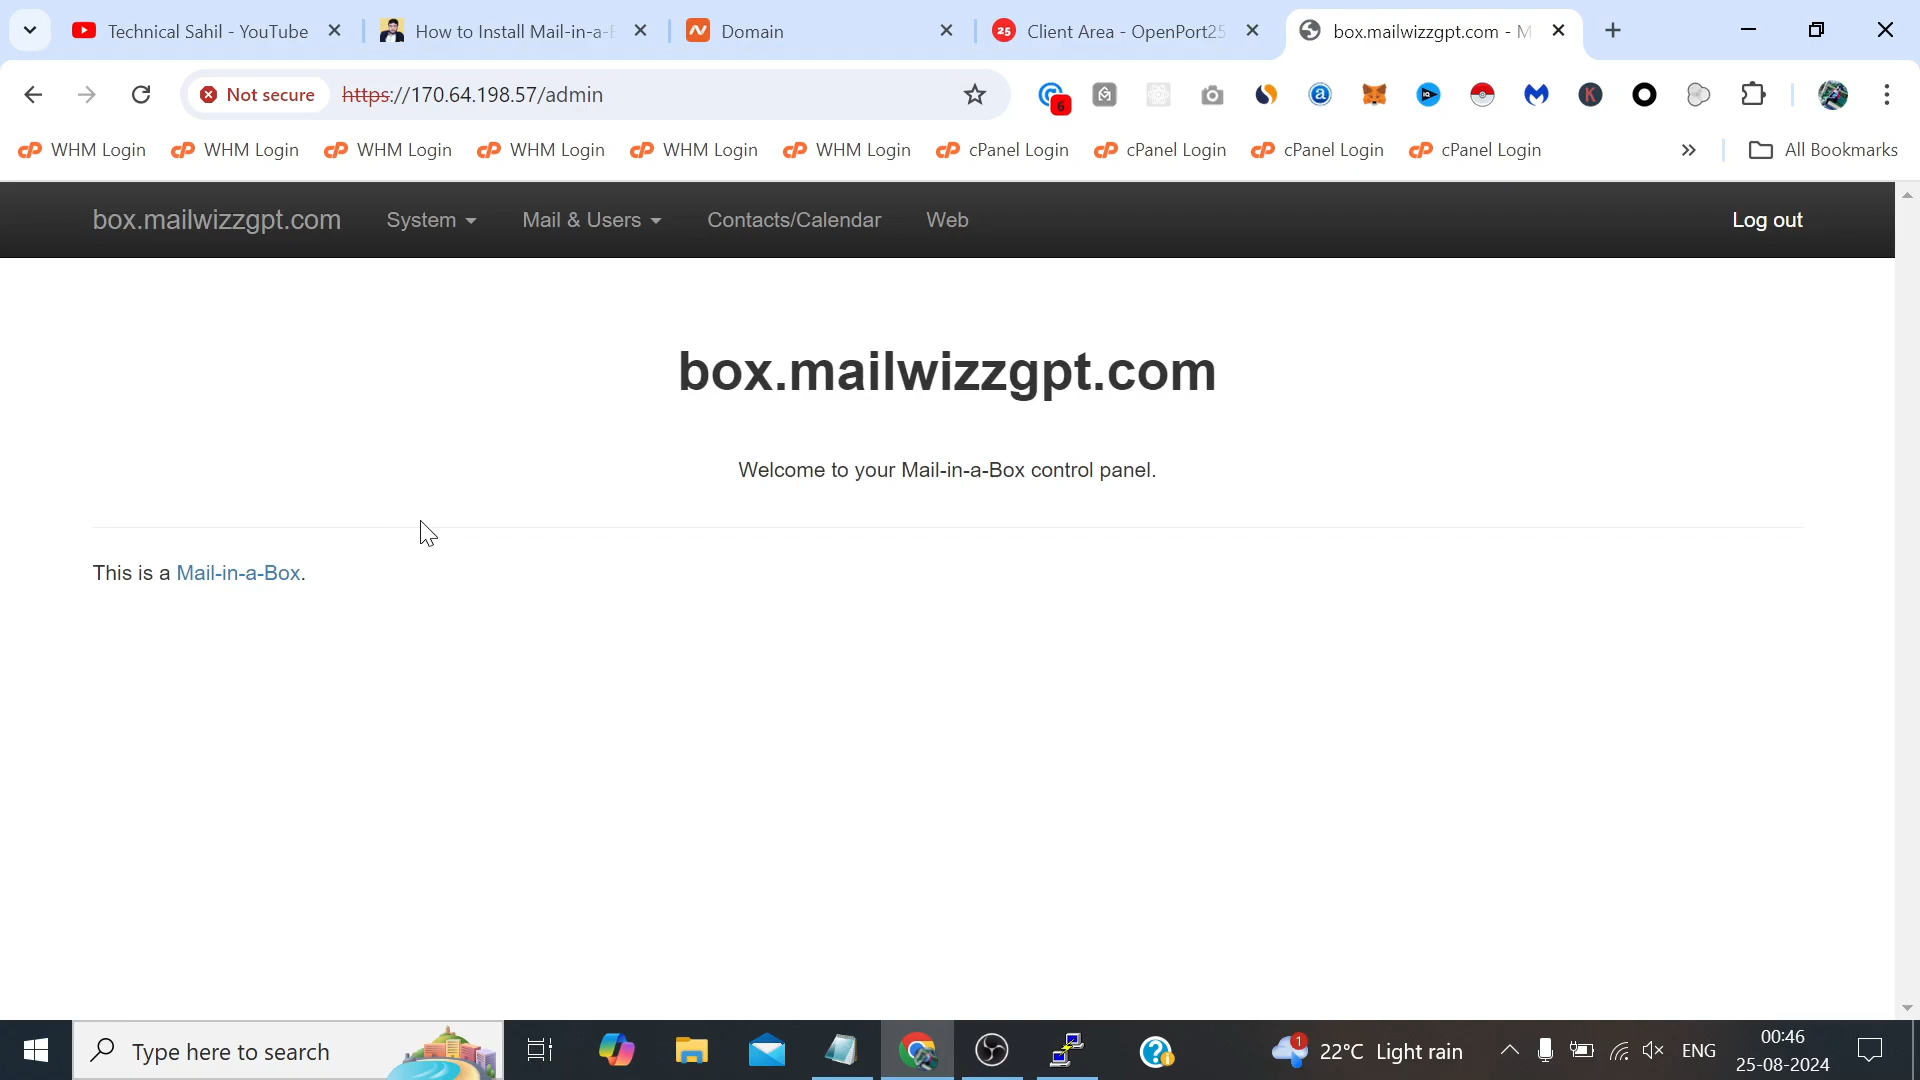 Technical Sahil - YouTube
How to Install Mail-in-a-
Domain
Client Area - OpenPort25
box.mailwizzgpt.com - M
Not secure
https://170.64.198.57/admin
6
WHM Login
WHM Login
WHM Login
WHM Login
WHM Login
WHM Login
cPanel Login
cPanel Login
cPanel Login
cPanel Login
All Bookmarks
box.mailwizzgpt.com
System
Mail & Users
Contacts/Calendar
Web
Log out
box.mailwizzgpt.com
Welcome to your Mail-in-a-Box control panel.
This is a Mail-in-a-Box.
Type here to search
1
22°C Light rain
ENG
00:46
25-08-2024